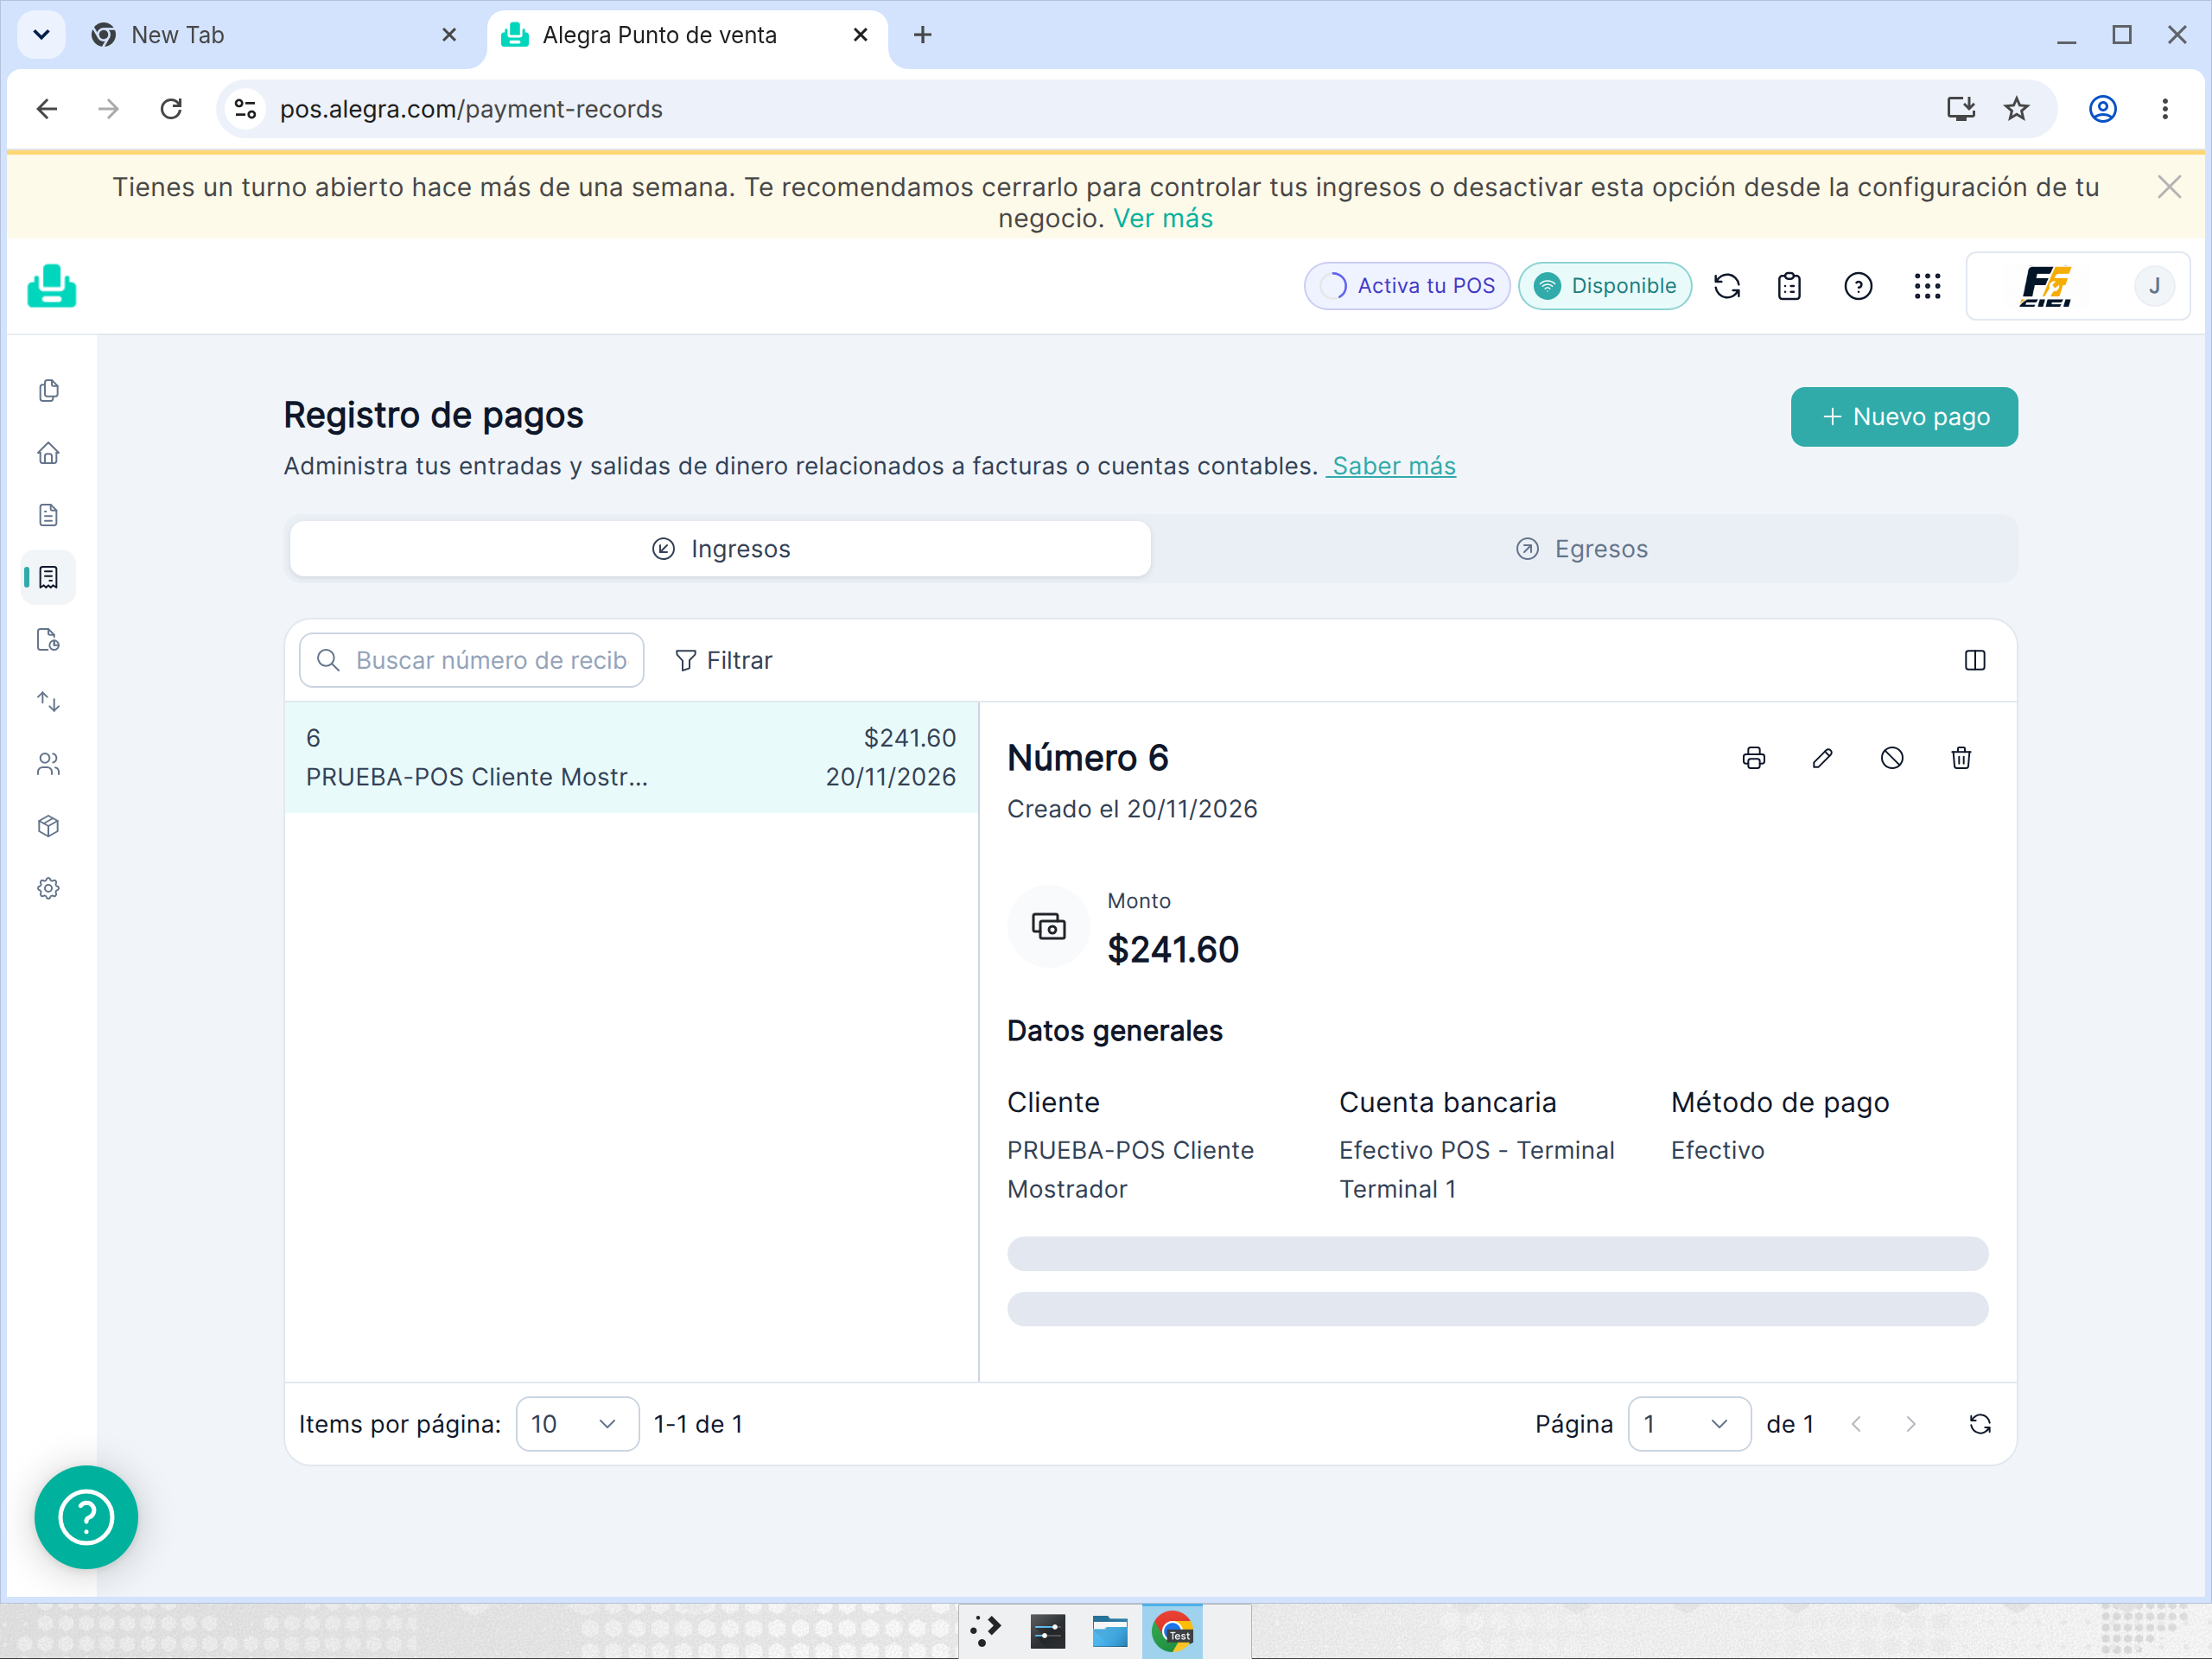 New Tab
Alegra Punto de venta
pos.alegra.com/payment-records
Tienes un turno abierto hace más de una semana. Te recomendamos cerrarlo para controlar tus ingresos o desactivar esta opción desde la configuración de tu
negocio. Ver más
Activa tu POS
Disponible
J
Registro de pagos
+ Nuevo pago
Administra tus entradas y salidas de dinero relacionados a facturas o cuentas contables. Saber más
Ingresos
Egresos
Buscar número de recib
Filtrar
6
$241.60
PRUEBA-POS Cliente Mostr...
20/11/2026
Número 6
Creado el 20/11/2026
Monto
$241.60
Datos generales
Cliente
Cuenta bancaria
Método de pago
PRUEBA-POS Cliente
Mostrador
Efectivo POS - Terminal
Terminal 1
Efectivo
Items por página: 10 1-1 de 1
Página 1 de 1
Test